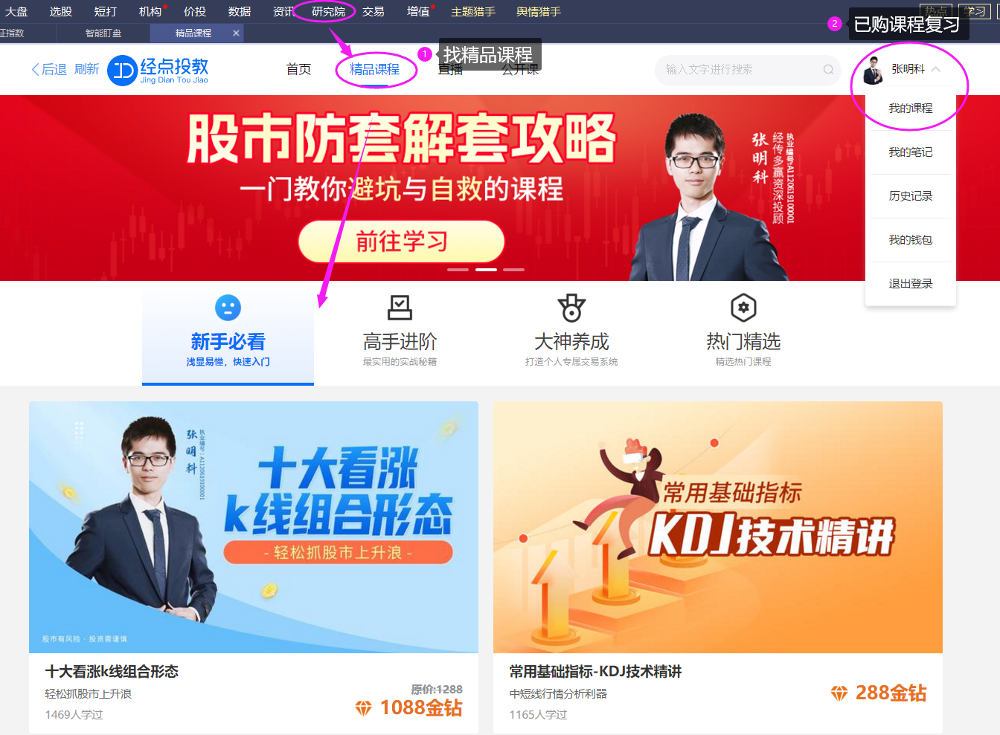 大盘 选股 短打 机构 价投 数据 资讯 研究院 交易 增值 主题猎手 舆情猎手
热点 学习
2 已购课程复习
证指数 智能盯盘 精品课程 ×
1 找精品课程
后退 刷新
经点投教
Jing Dian Tou Jiao
首页 精品课程 直播 公开课
输入文字进行搜索
张明科
我的课程
我的笔记
历史记录
我的钱包
退出登录
股市防套解套攻略
一门教你避坑与自救的课程
前往学习
张明科
经传多赢资深投顾
执业编号:A1120619100001
新手必看
浅显易懂，快速入门
高手进阶
最实用的实战秘籍
大神养成
打造个人专属交易系统
热门精选
精选热门课程
张明科
执业编号：A1120619100001
十大看涨
k线组合形态
- 轻松抓股市上升浪 -
股市有风险 · 投资需谨慎
常用基础指标
KDJ技术精讲
十大看涨k线组合形态
轻松抓股市上升浪
1469人学过
原价:1288
1088金钻
常用基础指标-KDJ技术精讲
中短线行情分析利器
1165人学过
288金钻